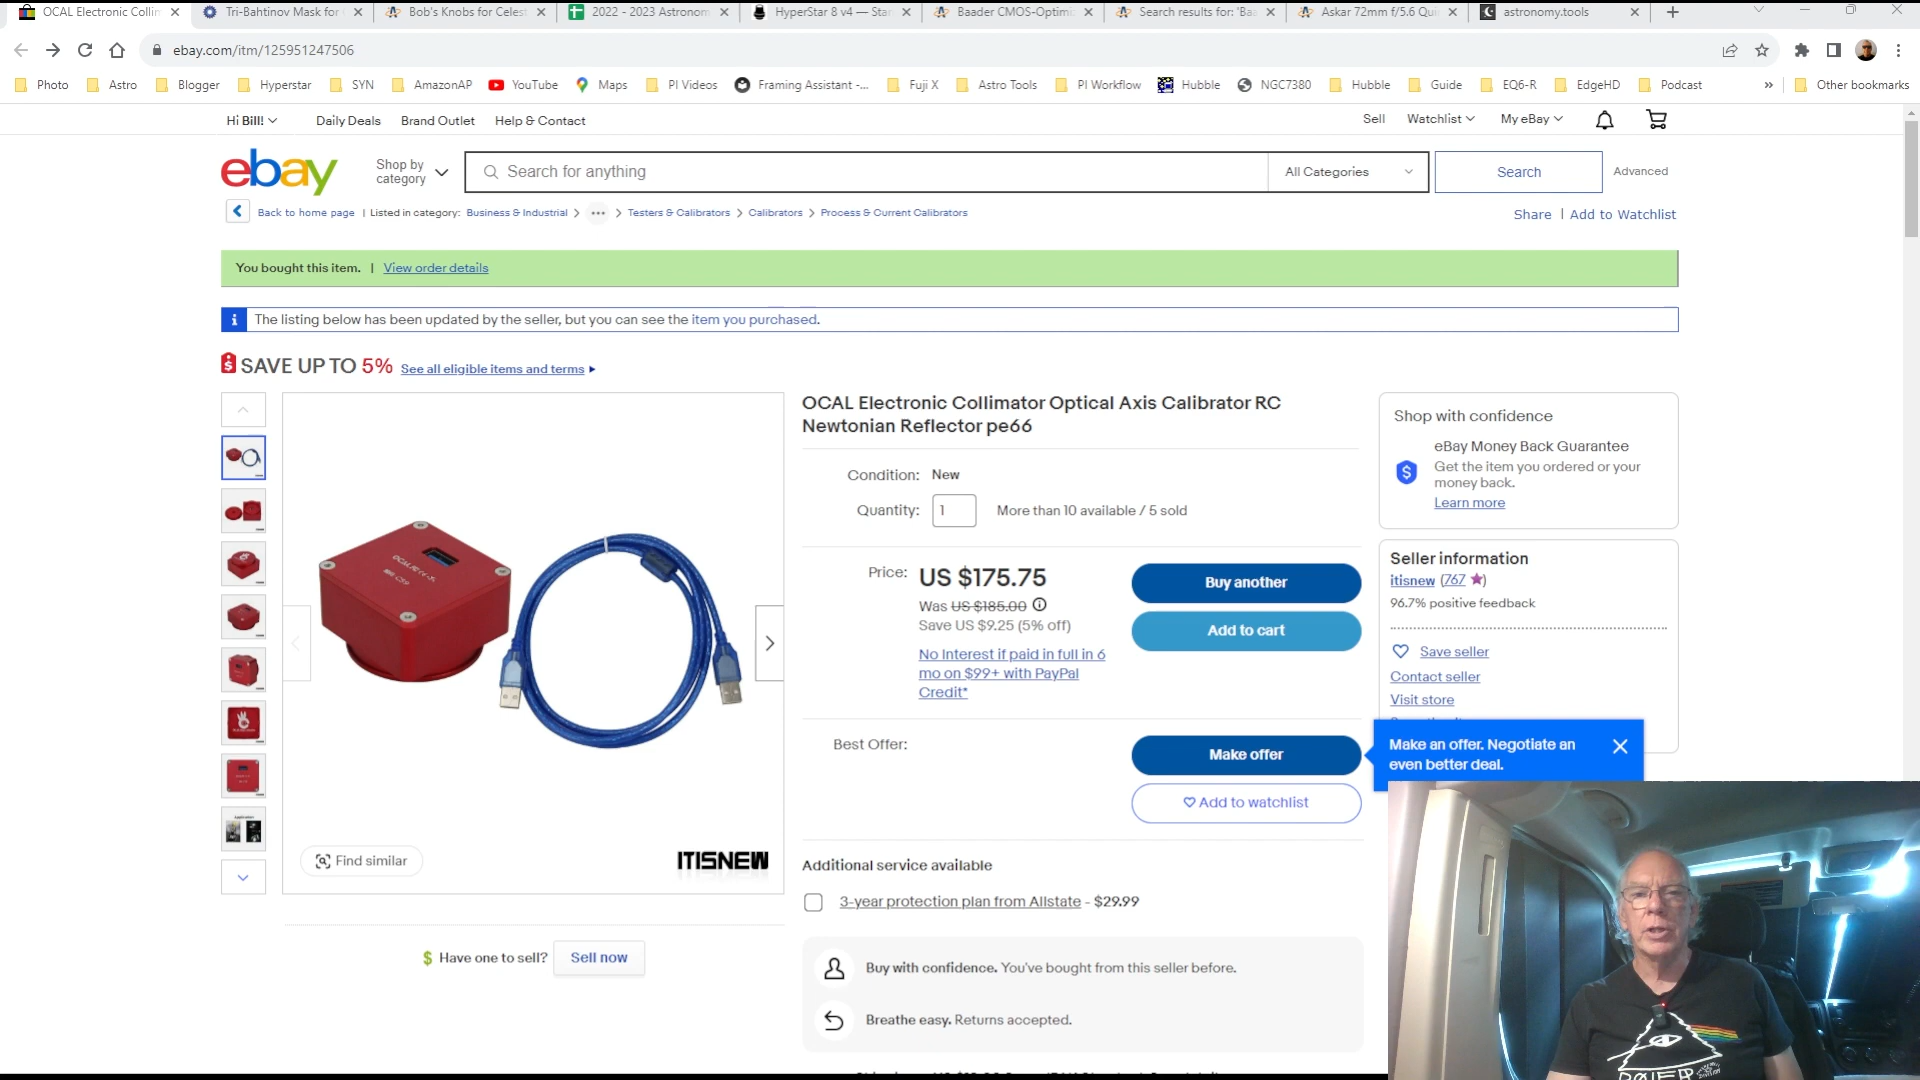 OCAL Electronic Collim
Tri-Bahtinov Mask for
Bob's Knobs for Celest
2022 - 2023 Astronom
HyperStar 8 v4 — Star
Baader CMOS-Optimi
Search results for: 'Baa
Askar 72mm f/5.6 Qui
astronomy.tools
ebay.com/itm/125951247506
Photo
Astro
Blogger
Hyperstar
SYN
AmazonAP
YouTube
Maps
PI Videos
Framing Assistant -...
Fuji X
Astro Tools
PI Workflow
Hubble
NGC7380
Hubble
Guide
EQ6-R
EdgeHD
Podcast
»
Other bookmarks
Hi Bill!
Daily Deals
Brand Outlet
Help & Contact
Sell
Watchlist
My eBay
ebay
Shop by
category
Search for anything
All Categories
Search
Advanced
Back to home page | Listed in category: Business & Industrial > ... > Testers & Calibrators > Calibrators > Process & Current Calibrators
Share | Add to Watchlist
You bought this item. | View order details
The listing below has been updated by the seller, but you can see the item you purchased.
SAVE UP TO 5% See all eligible items and terms
OCAL Electronic Collimator Optical Axis Calibrator RC
Newtonian Reflector pe66
Condition: New
Quantity: 1 More than 10 available / 5 sold
Price: US $175.75
Was US $185.00
Save US $9.25 (5% off)
No Interest if paid in full in 6
mo on $99+ with PayPal
Credit*
Buy another
Add to cart
Best Offer:
Make offer
Add to watchlist
Shop with confidence
eBay Money Back Guarantee
Get the item you ordered or your
money back.
Learn more
Seller information
itisnew (767)
96.7% positive feedback
Save seller
Contact seller
Visit store
Make an offer. Negotiate an
even better deal.
Find similar
ITISNEW
Have one to sell?
Sell now
Additional service available
3-year protection plan from Allstate - $29.99
Buy with confidence. You've bought from this seller before.
Breathe easy. Returns accepted.